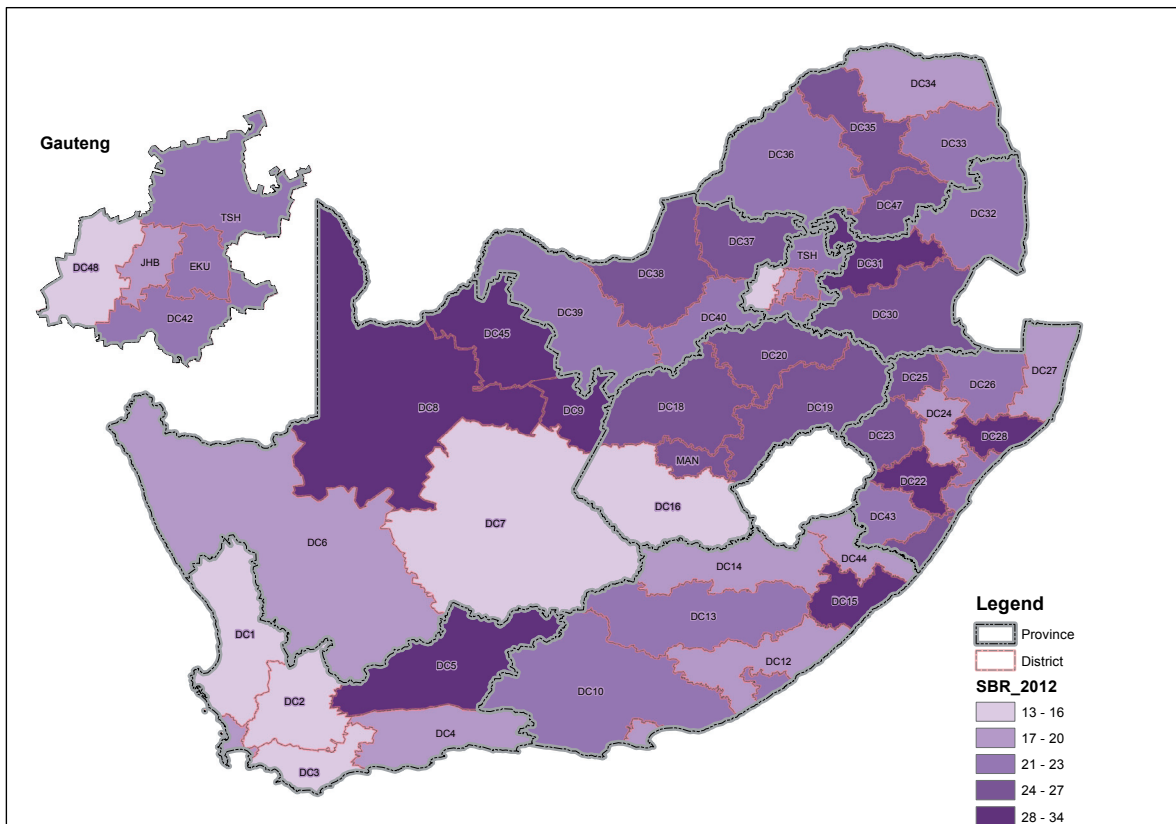 Gauteng
TSH
DC48
JHB
EKU
DC42
DC34
DC35
DC33
DC36
DC47
DC32
DC37
DC31
TSH
DC38
DC30
DC39
DC40
DC45
DC20
DC25
DC26
DC27
DC8
DC9
DC18
DC19
DC24
DC28
DC23
MAN
DC22
DC7
DC16
DC43
DC6
DC14
DC44
DC15
DC1
DC13
DC5
DC12
DC10
DC2
DC4
DC3
Legend
Province
District
SBR_2012
13 - 16
17 - 20
21 - 23
24 - 27
28 - 34